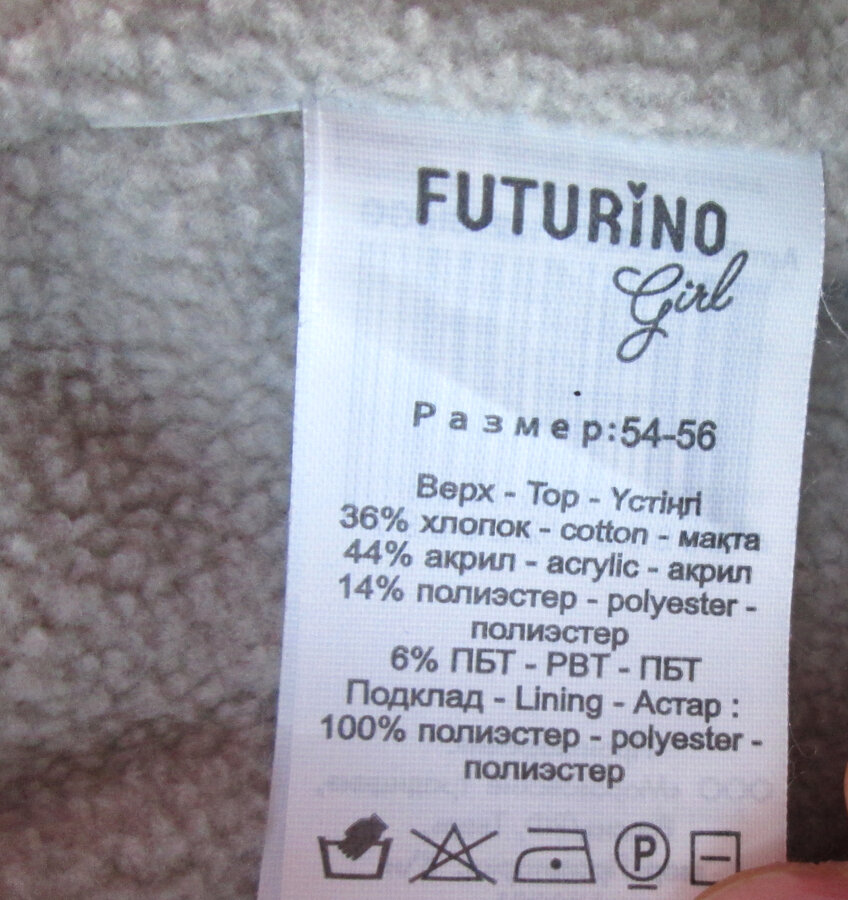 FUTURINO
Girl
Размер:54-56
Верх - Top - Үстіңгі
36% хлопок - cotton - мақта
44% акрил - acrylic - акрил
14% полиэстер - polyester -
полиэстер
6% ПБТ - PBT - ПБТ
Подклад - Lining - Астар :
100% полиэстер - polyester -
полиэстер
P